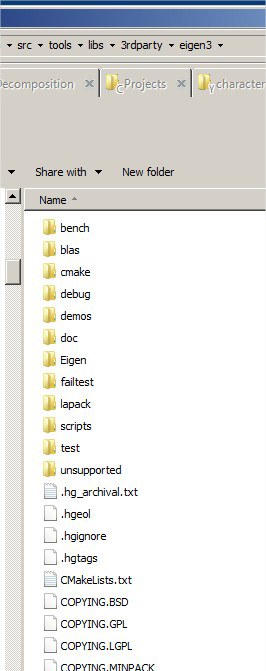 src tools libs 3rdparty eigen3
Decomposition Projects character
Share with New folder
Name
bench
blas
cmake
debug
demos
doc
Eigen
failtest
lapack
scripts
test
unsupported
.hg_archival.txt
.hgeol
.hgignore
.hgtags
CMakeLists.txt
COPYING.BSD
COPYING.GPL
COPYING.LGPL
COPYING.MINPACK